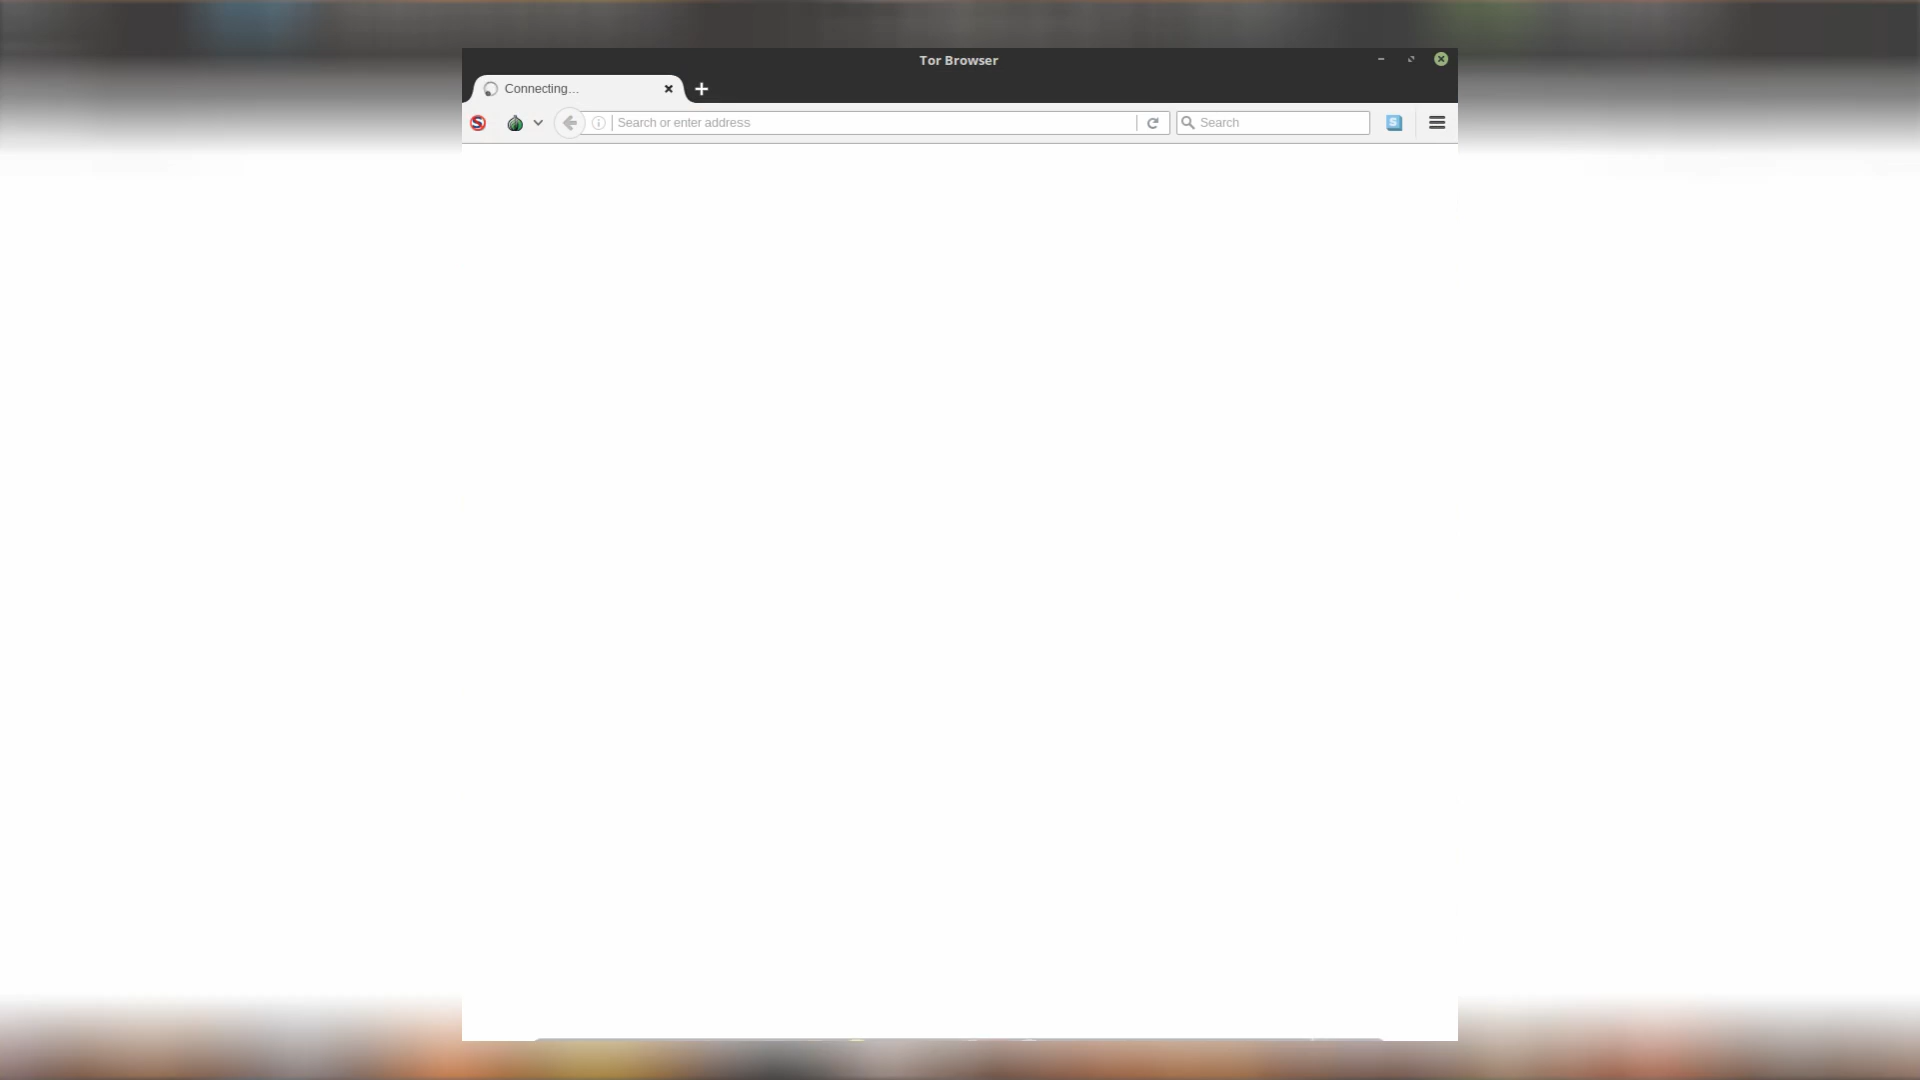 Tor Browser
Connecting...
Search or enter address
Search
S